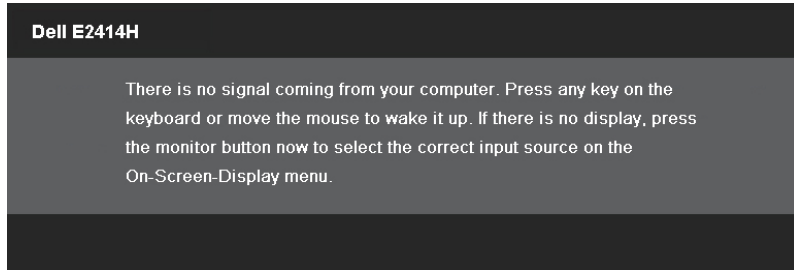 Dell E2414H
There is no signal coming from your computer. Press any key on the
keyboard or move the mouse to wake it up. If there is no display, press
the monitor button now to select the correct input source on the
On-Screen-Display menu.